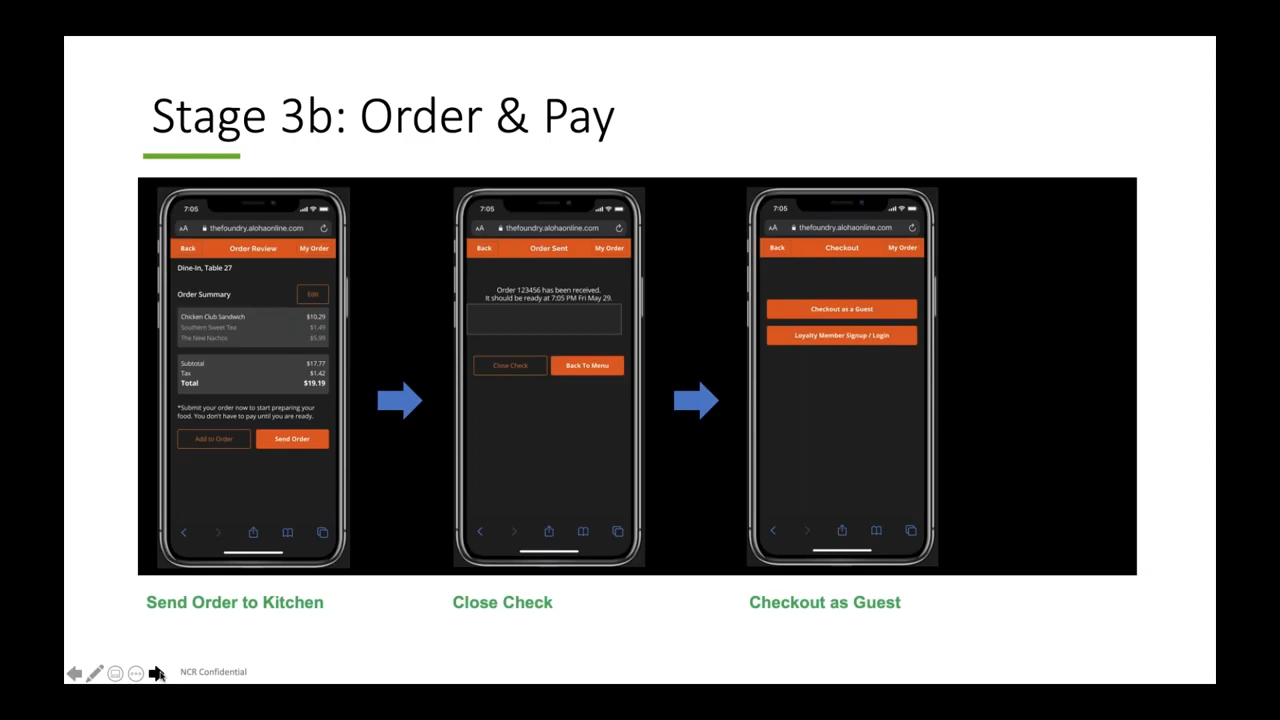 Stage 3b: Order & Pay
7:05
AA thefoundry.alohaonline.com
Back Order Review My Order
Dine-In, Table 27
Order Summary Edit
Chicken Club Sandwich $10.29
Southern Sweet Tea $1.49
The New Nachos $5.99
Subtotal $17.77
Tax $1.42
Total $19.19
*Submit your order now to start preparing your
food. You don't have to pay until you are ready.
Add to Order Send Order
Send Order to Kitchen
7:05
AA thefoundry.alohaonline.com
Back Order Sent My Order
Order 123456 has been received.
It should be ready at 7:05 PM Fri May 29.
Close Check Back To Menu
Close Check
7:05
AA thefoundry.alohaonline.com
Back Checkout My Order
Checkout as a Guest
Loyalty Member Signup / Login
Checkout as Guest
NCR Confidential